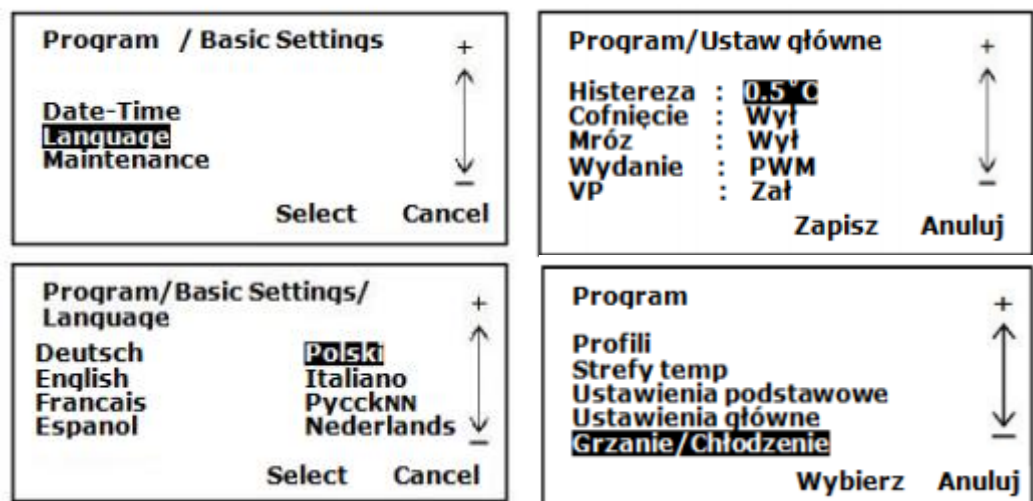 Program / Basic Settings
+
Date-Time
Language
Maintenance
−
Select Cancel
Program/Ustaw główne
+
Histereza : 0.5°C
Cofnięcie : Wył
Mróz : Wył
Wydanie : PWM
VP : Zał
−
Zapisz Anuluj
Program/Basic Settings/
Language
+
Deutsch Polski
English Italiano
Francais PycckNN
Espanol Nederlands
−
Select Cancel
Program
+
Profili
Strefy temp
Ustawienia podstawowe
Ustawienia główne
Grzanie/Chłodzenie
−
Wybierz Anuluj